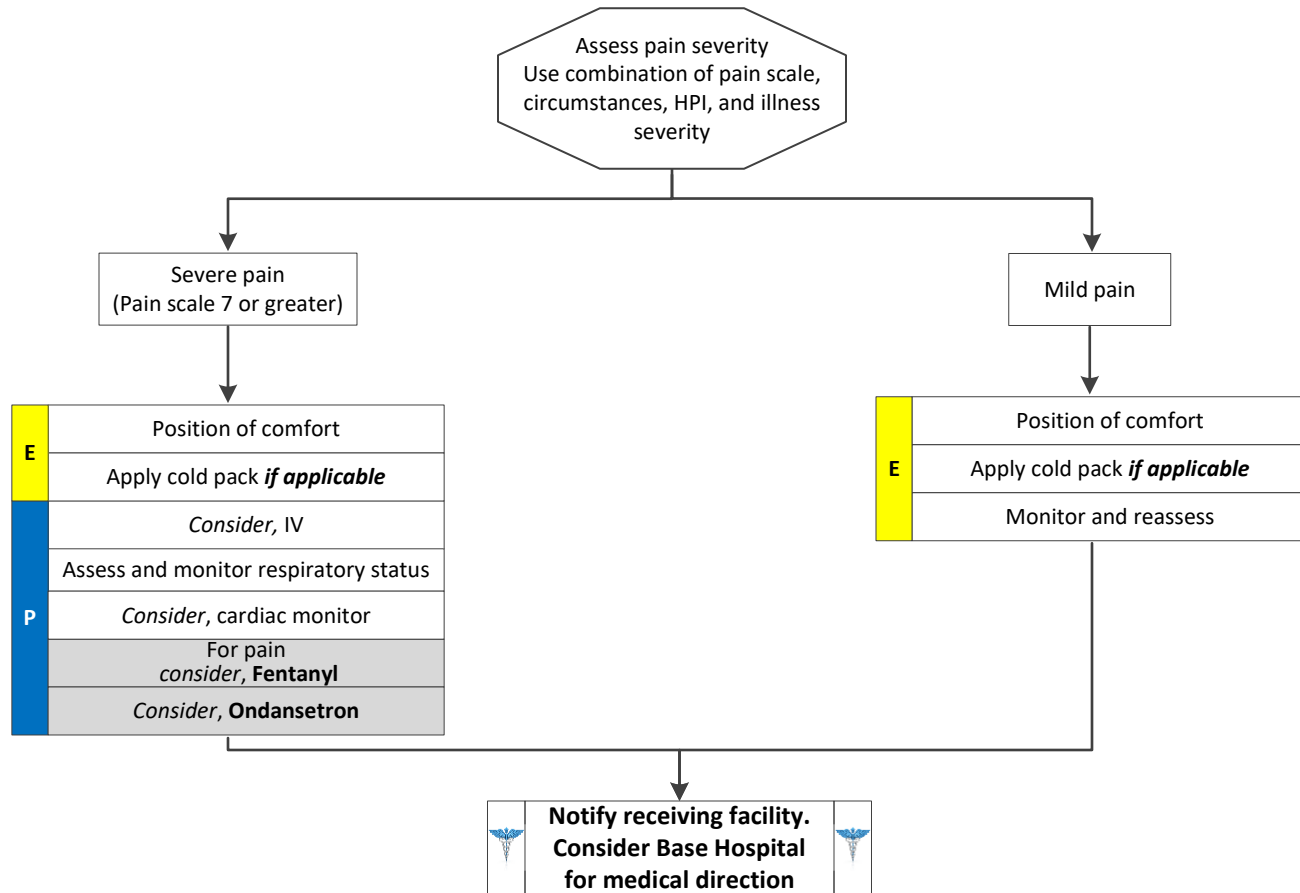 Assess pain severity
Use combination of pain scale,
circumstances, HPI, and illness
severity
Severe pain
(Pain scale 7 or greater)
Mild pain
E
Position of comfort
Apply cold pack if applicable
P
Consider, IV
Assess and monitor respiratory status
Consider, cardiac monitor
For pain
consider, Fentanyl
Consider, Ondansetron
E
Position of comfort
Apply cold pack if applicable
Monitor and reassess
Notify receiving facility.
Consider Base Hospital
for medical direction